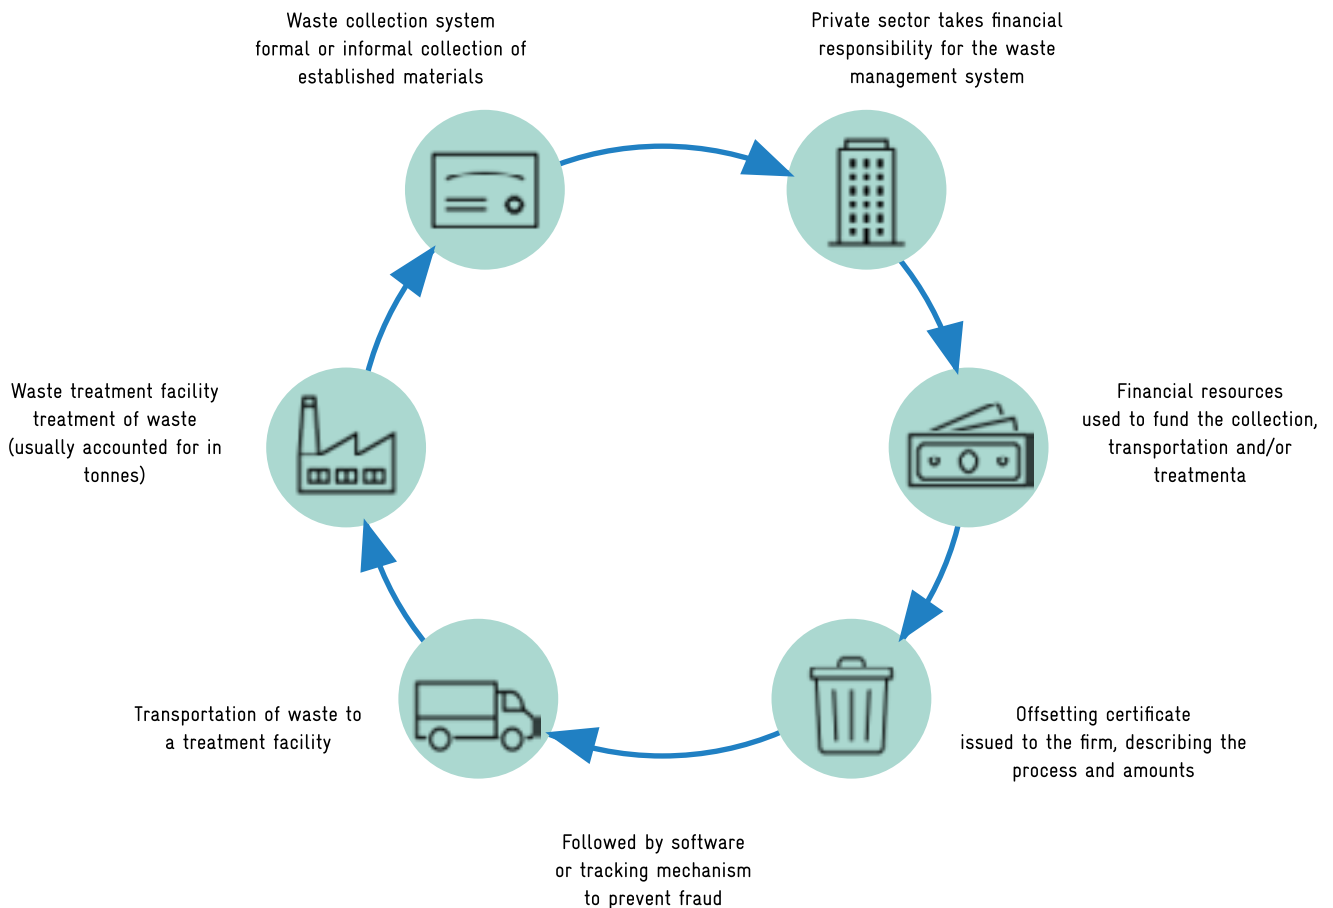 Waste collection system
formal or informal collection of
established materials
Private sector takes financial
responsibility for the waste
management system
Waste treatment facility
treatment of waste
(usually accounted for in
tonnes)
Financial resources
used to fund the collection,
transportation and/or
treatmenta
Transportation of waste to
a treatment facility
Offsetting certificate
issued to the firm, describing the
process and amounts
Followed by software
or tracking mechanism
to prevent fraud